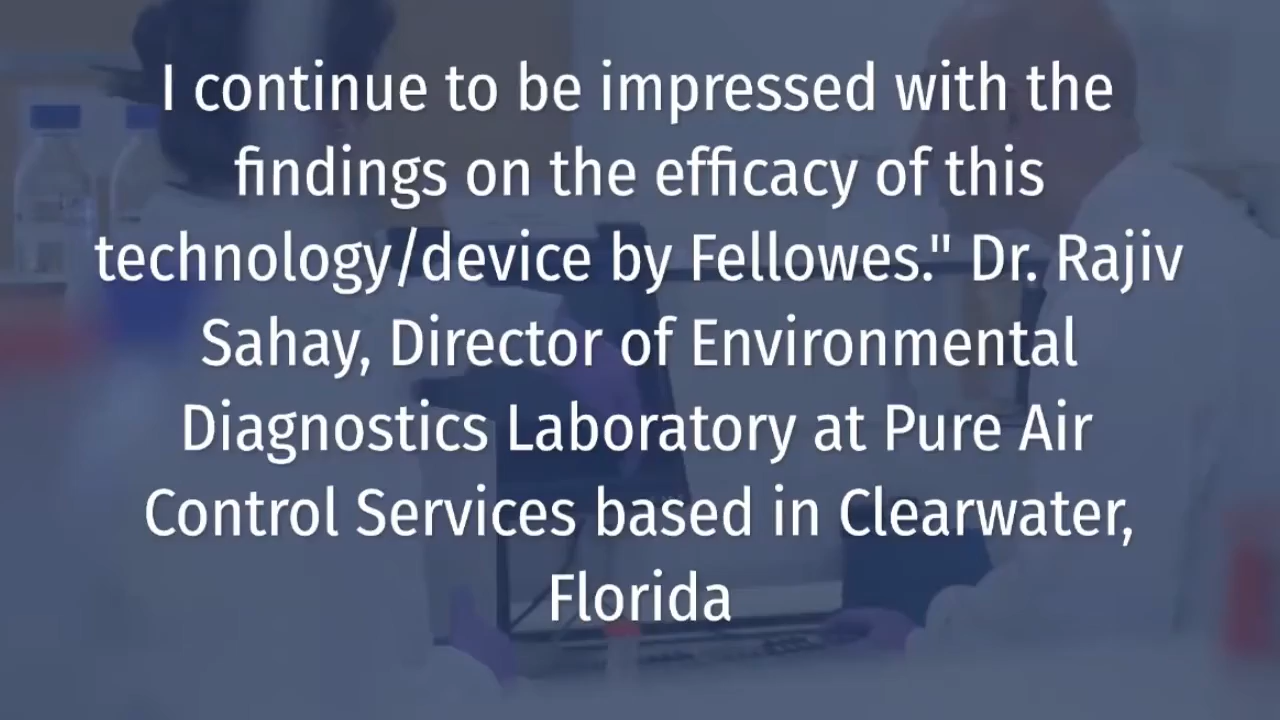 I continue to be impressed with the
findings on the efficacy of this
technology/device by Fellowes." Dr. Rajiv
Sahay, Director of Environmental
Diagnostics Laboratory at Pure Air
Control Services based in Clearwater,
Florida